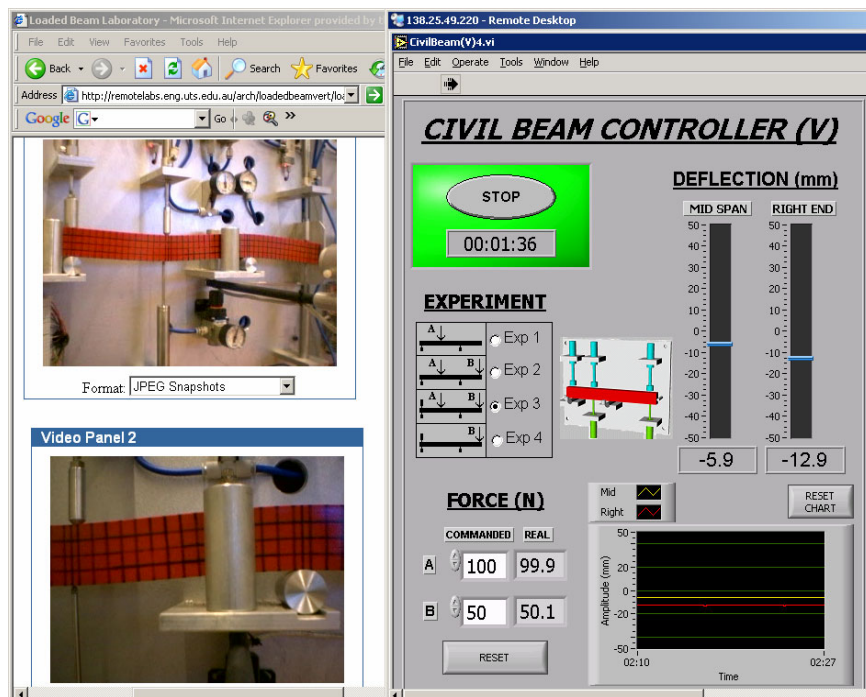 Loaded Beam Laboratory - Microsoft Internet Explorer provided by
File Edit View Favorites Tools Help
Back Search Favorites
Address http://remotelabs.eng.uts.edu.au/arch/loadedbeamvert/
Google G Go »
Format: JPEG Snapshots
Video Panel 2
138.25.49.220 - Remote Desktop
CivilBeam(V)4.vi
File Edit Operate Tools Window Help
CIVIL BEAM CONTROLLER (V)
STOP
00:01:36
DEFLECTION (mm)
MID SPAN RIGHT END
50 50
40 40
30 30
20 20
10 10
0 0
-10 -10
-20 -20
-30 -30
-40 -40
-50 -50
-5.9 -12.9
EXPERIMENT
A Exp 1
A B Exp 2
A B Exp 3
B Exp 4
FORCE (N)
COMMANDED REAL
A 100 99.9
B 50 50.1
RESET
Mid
Right
RESET
CHART
Amplitude (mm)
50
20
0
-20
-50
02:10 02:27
Time